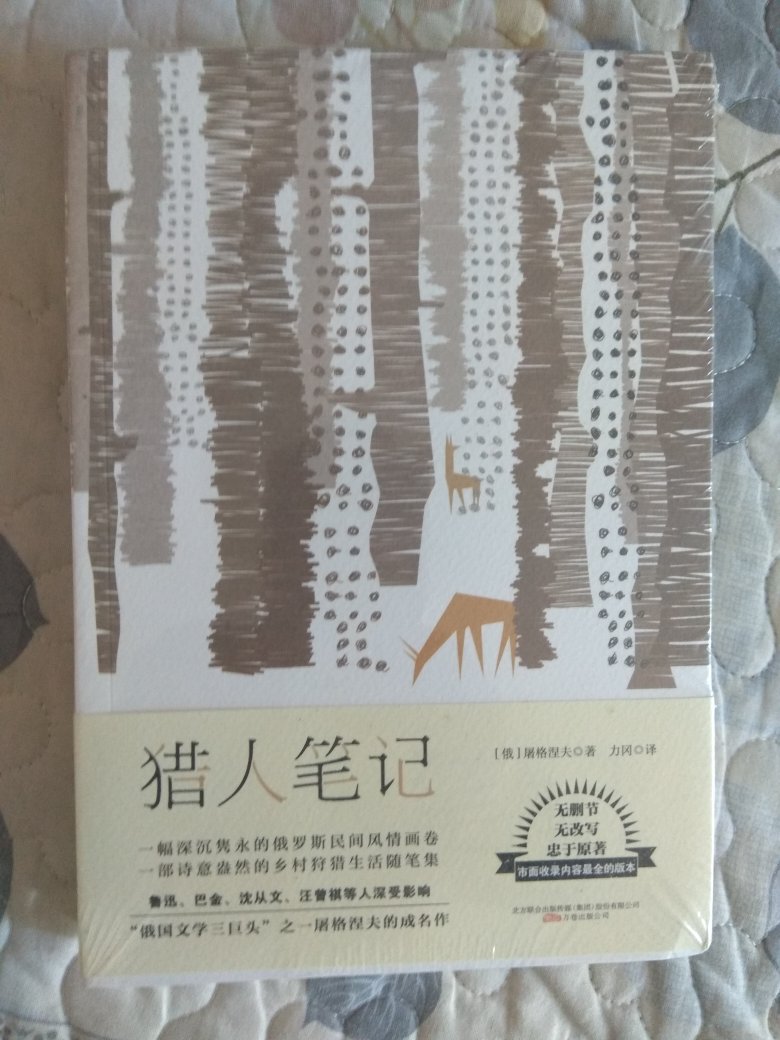 猎人笔记
[俄]屠格涅夫◎著 力冈◎译
一幅深沉隽永的俄罗斯民间风情画卷
一部诗意盎然的乡村狩猎生活随笔集
鲁迅、巴金、沈从文、汪曾祺等人深受影响
“俄国文学三巨头”之一屠格涅夫的成名作
无删节
无改写
忠于原著
市面收录内容最全的版本
北方联合出版传媒(集团)股份有限公司
万卷出版公司